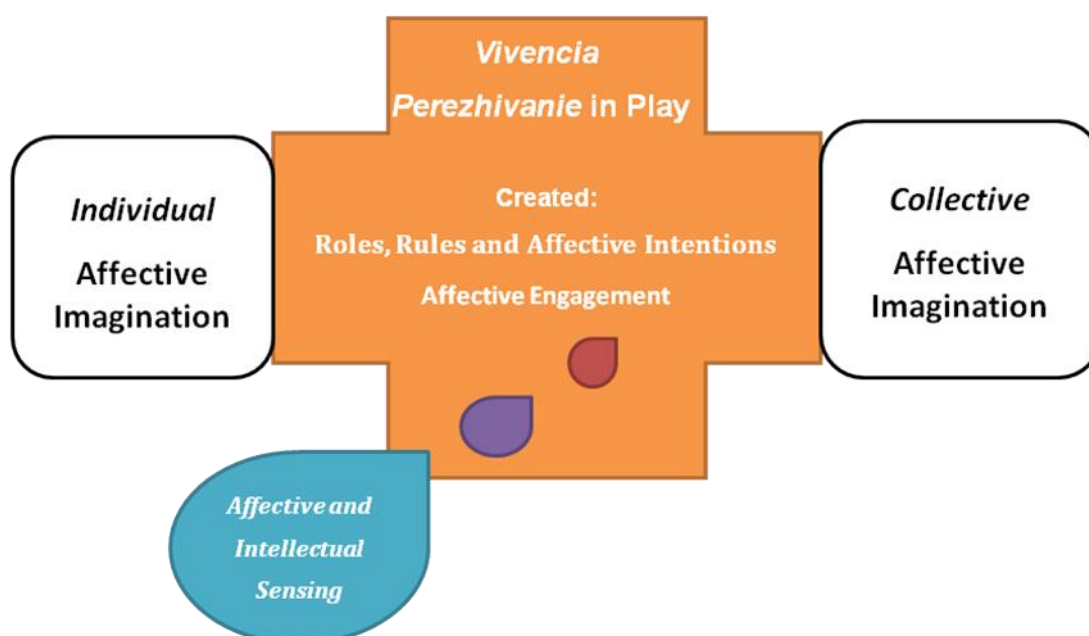 Vivencia
Perezhivanie in Play
Individual
Affective
Imagination
Created:
Roles, Rules and Affective Intentions
Affective Engagement
Collective
Affective
Imagination
Affective and
Intellectual
Sensing